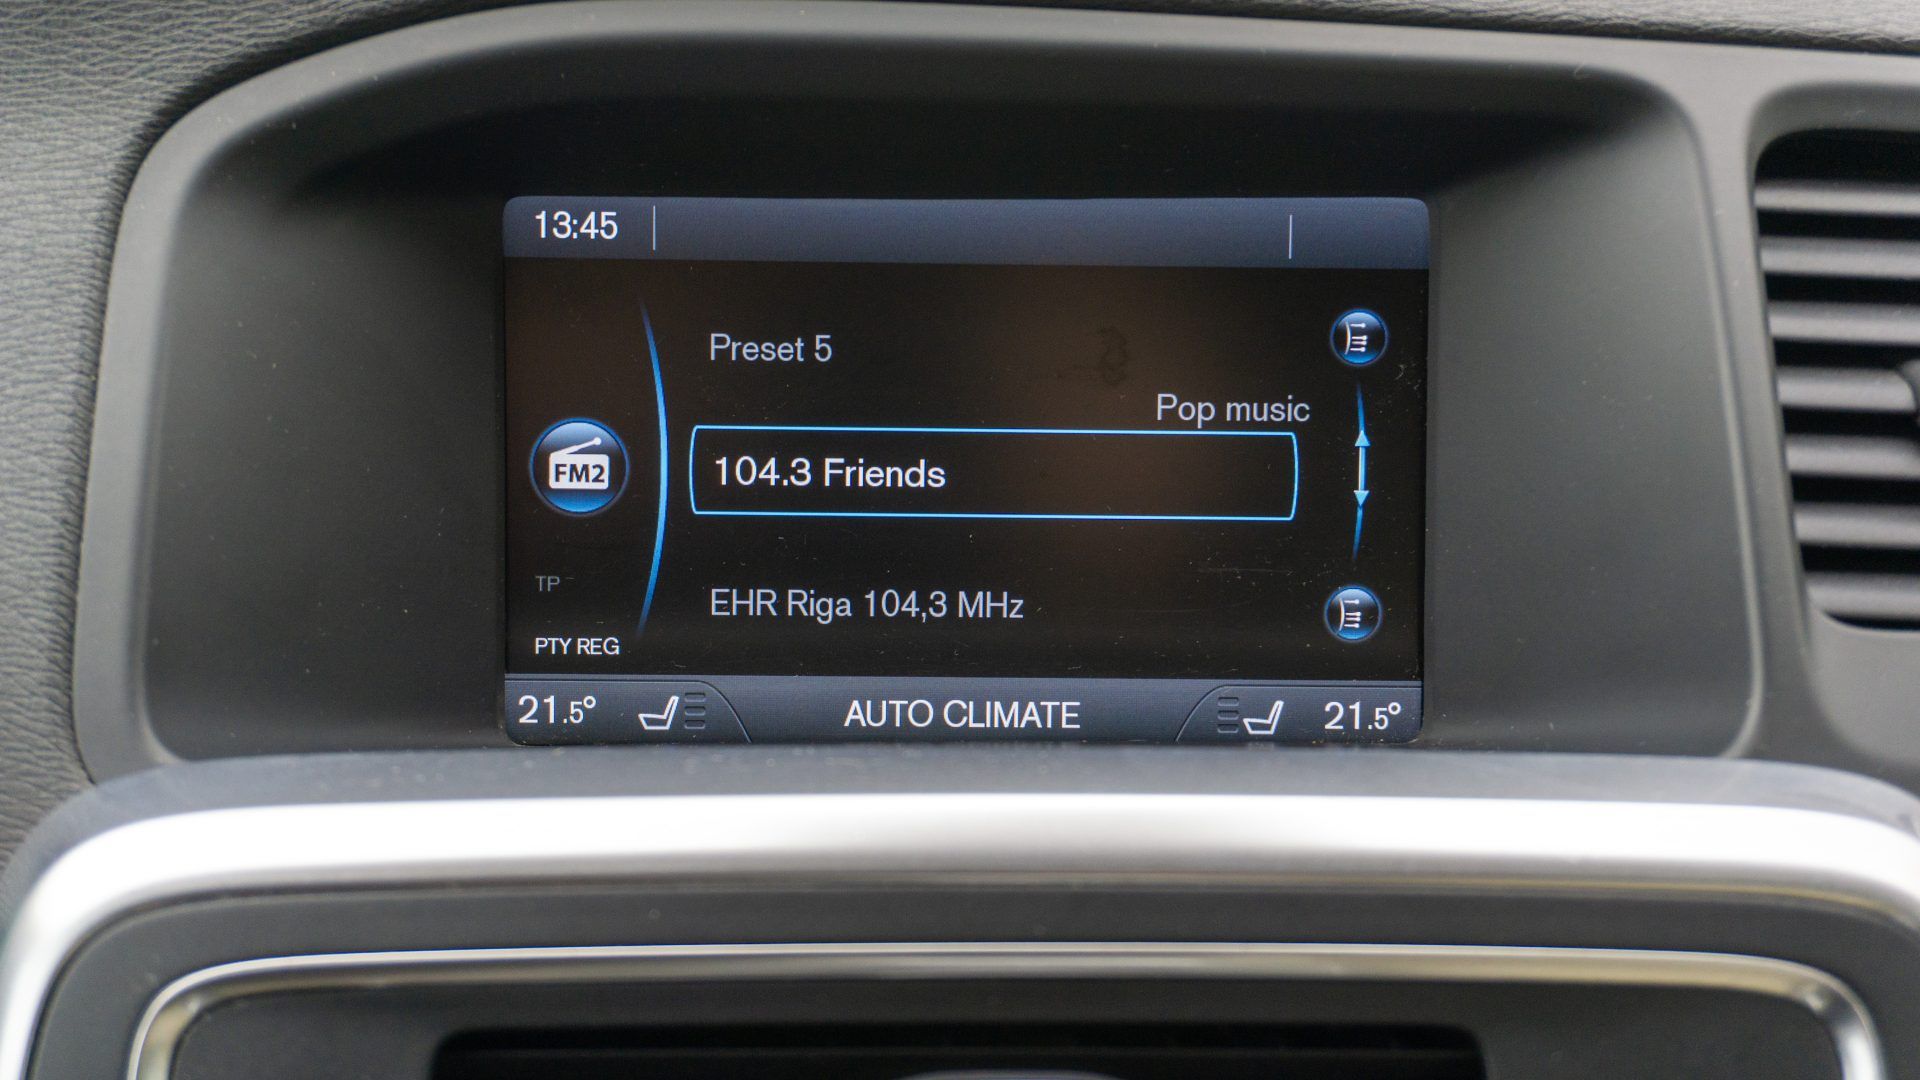 13:45
Preset 5
Pop music
104.3 Friends
FM2
TP
EHR Riga 104,3 MHz
PTY REG
21.5° AUTO CLIMATE 21.5°